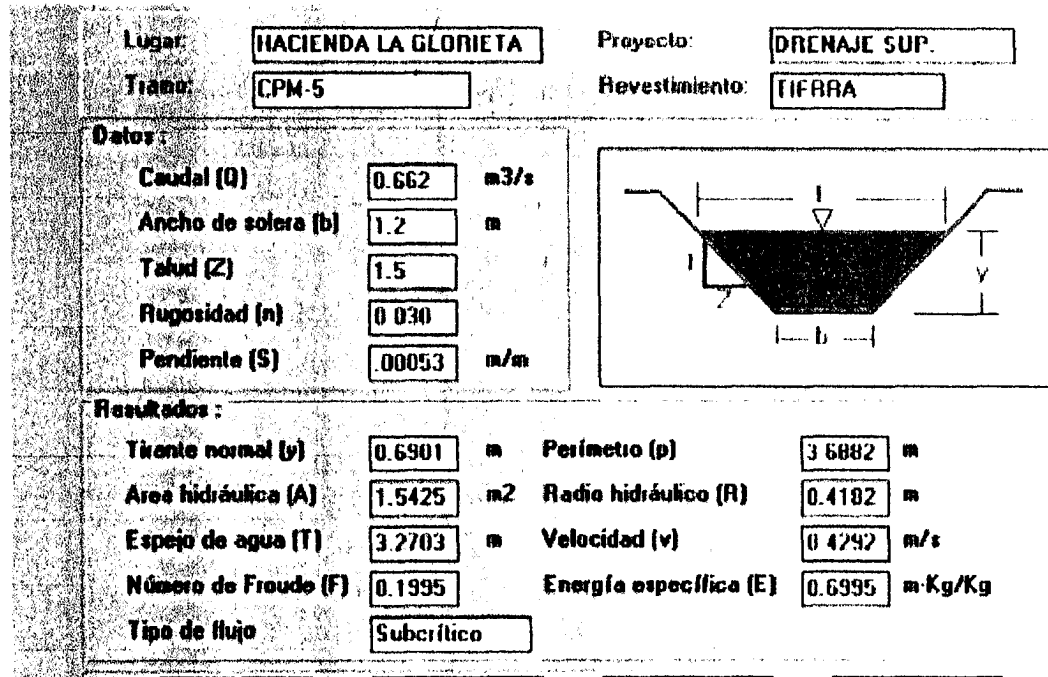 Lugar: HACIENDA LA GLORIETA Proyecto: DRENAJE SUP.
Tramo: CPM-5 Revestimiento: TIERRA
Datos:
Caudal (Q) 0.662 m3/s
Ancho de solera (b) 1.2 m
Talud (Z) 1.5
Rugosidad (n) 0.030
Pendiente (S) .00053 m/m
T
1
Z
y
b
Resultados:
Tirante normal (y) 0.6901 m Perímetro (p) 3.6882 m
Area hidráulica (A) 1.5425 m2 Radio hidráulico (R) 0.4182 m
Espejo de agua (T) 3.2703 m Velocidad (v) 0.4292 m/s
Número de Froude (F) 0.1995 Energía específica (E) 0.6995 m-Kg/Kg
Tipo de flujo Subcrítico